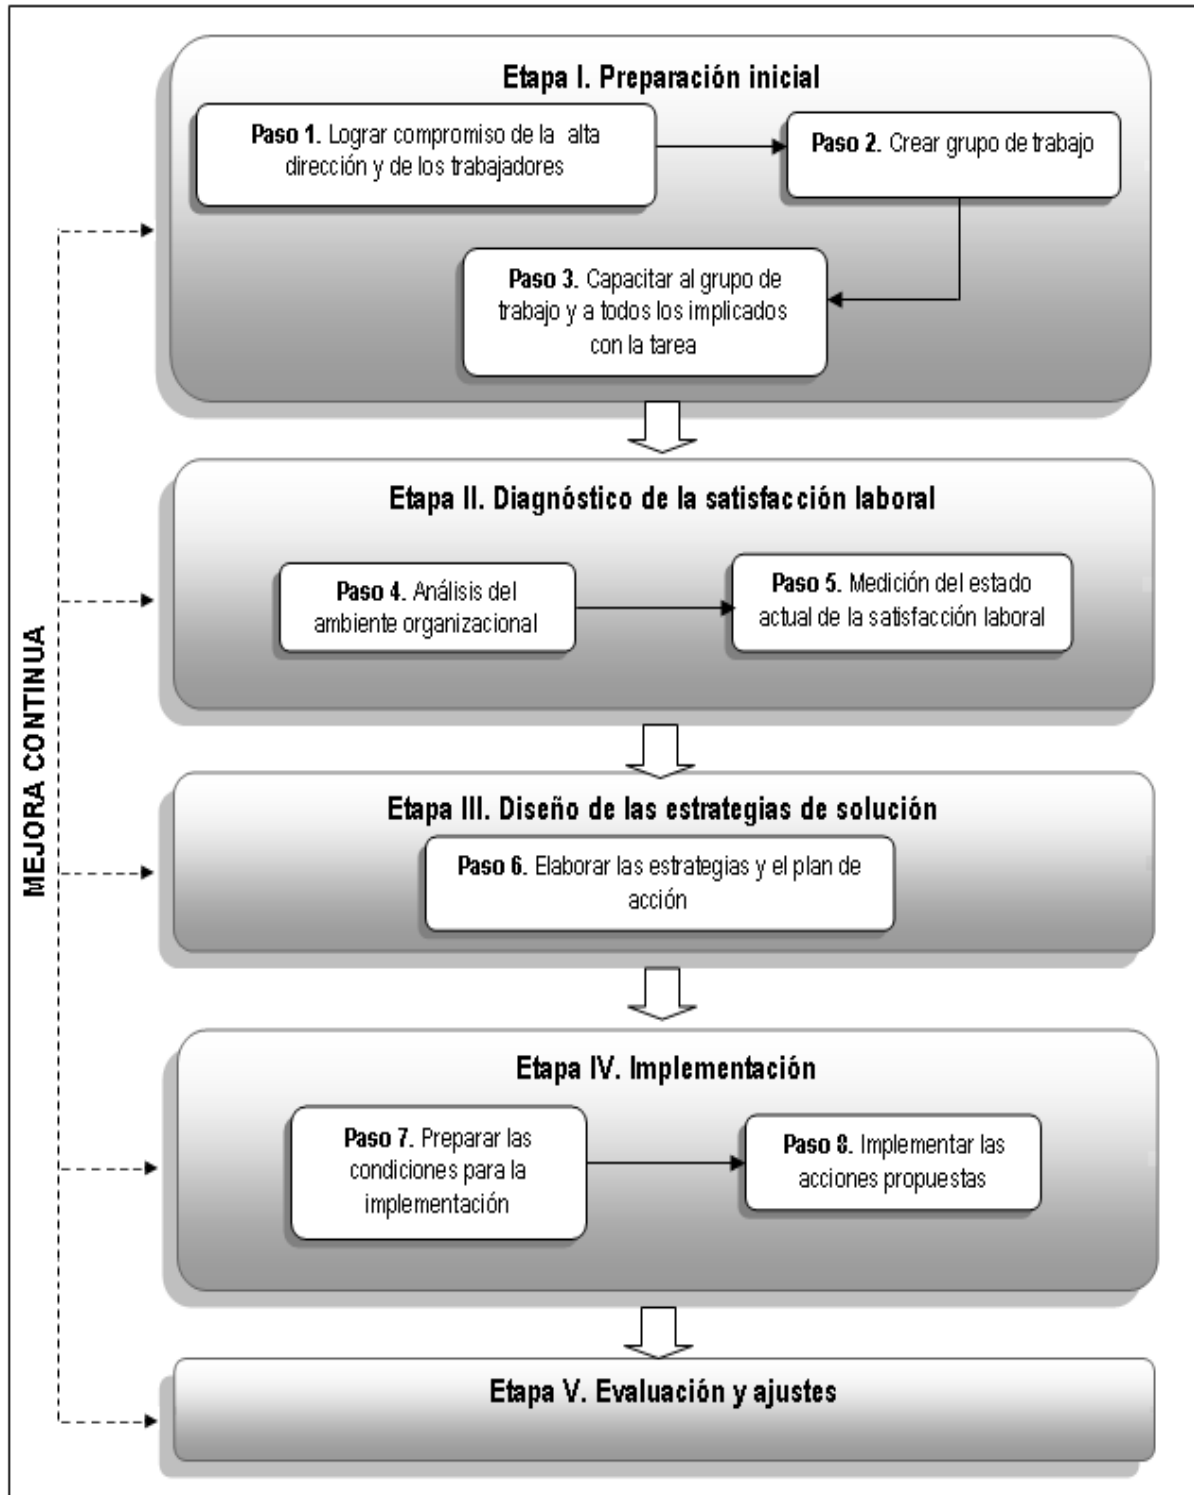 Etapa I. Preparación inicial
Paso 1. Lograr compromiso de la alta
dirección y de los trabajadores
Paso 2. Crear grupo de trabajo
Paso 3. Capacitar al grupo de
trabajo y a todos los implicados
con la tarea
Etapa II. Diagnóstico de la satisfacción laboral
Paso 4. Análisis del
ambiente organizacional
Paso 5. Medición del estado
actual de la satisfacción laboral
MEJORA CONTINUA
Etapa III. Diseño de las estrategias de solución
Paso 6. Elaborar las estrategias y el plan de
acción
Etapa IV. Implementación
Paso 7. Preparar las
condiciones para la
implementación
Paso 8. Implementar las
acciones propuestas
Etapa V. Evaluación y ajustes